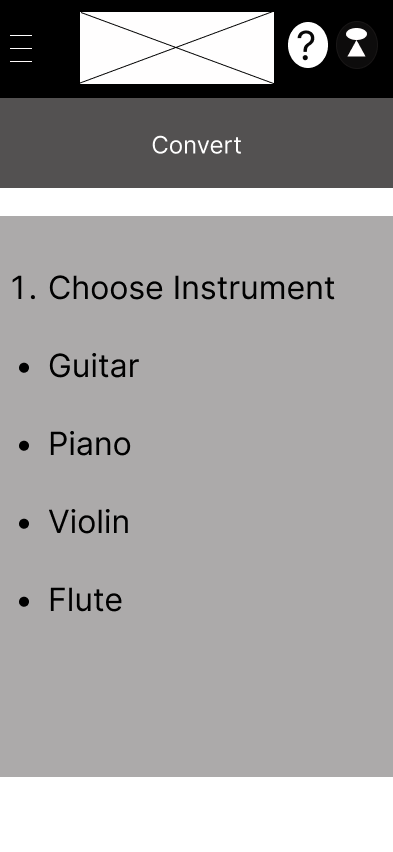 ?
Convert
1. Choose Instrument
• Guitar
• Piano
• Violin
• Flute